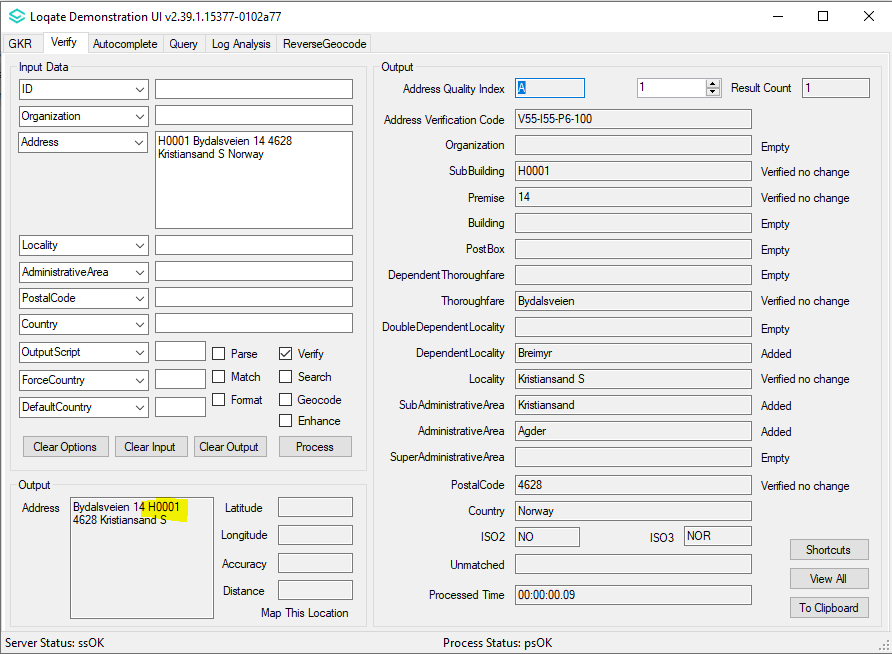 Loqate Demonstration UI v2.39.1.15377-0102a77
GKR Verify Autocomplete Query Log Analysis ReverseGeocode
Input Data
ID
Organization
Address H0001 Bydalsveien 14 4628
Kristiansand S Norway
Locality
AdministrativeArea
PostalCode
Country
OutputScript Parse Verify
ForceCountry Match Search
DefaultCountry Format Geocode
Enhance
Clear Options Clear Input Clear Output Process
Output
Address Bydalsveien 14 H0001
4628 Kristiansand S
Latitude
Longitude
Accuracy
Distance
Map This Location
Output
Address Quality Index A 1 Result Count 1
Address Verification Code V55-I55-P6-100
Organization Empty
SubBuilding H0001 Verified no change
Premise 14 Verified no change
Building Empty
PostBox Empty
DependentThoroughfare Empty
Thoroughfare Bydalsveien Verified no change
DoubleDependentLocality Empty
DependentLocality Breimyr Added
Locality Kristiansand S Verified no change
SubAdministrativeArea Kristiansand Added
AdministrativeArea Agder Added
SuperAdministrativeArea Empty
PostalCode 4628 Verified no change
Country Norway
ISO2 NO ISO3 NOR
Unmatched
Processed Time 00:00:00.09
Shortcuts
View All
To Clipboard
Server Status: ssOK Process Status: psOK